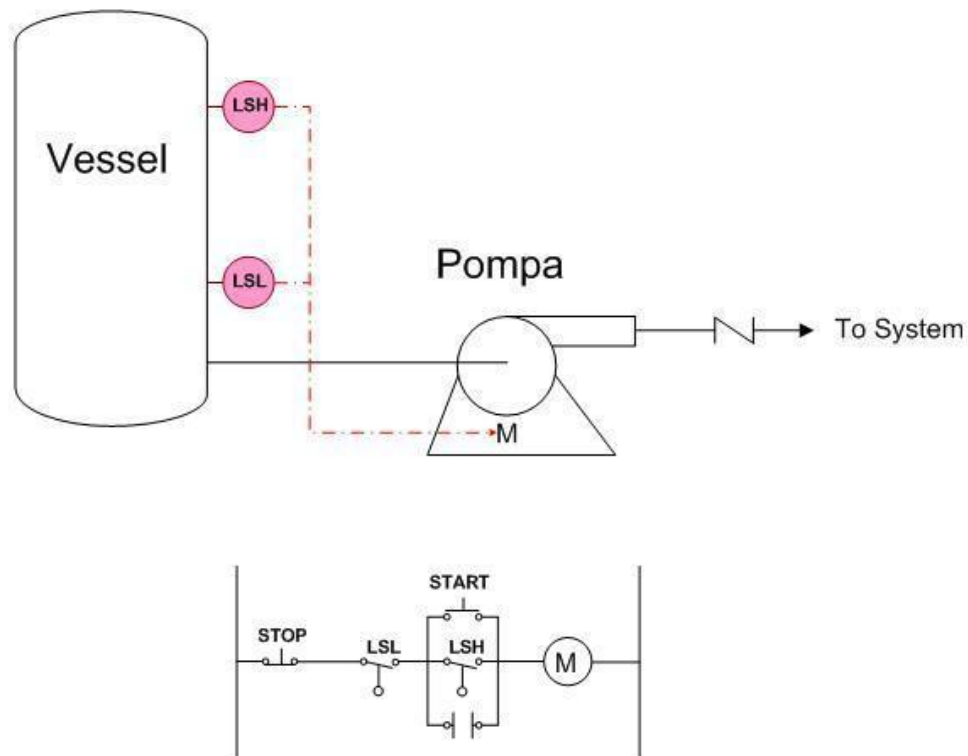 LSH
Vessel
LSL
Pompa
To System
M
START
STOP
LSL
LSH
M